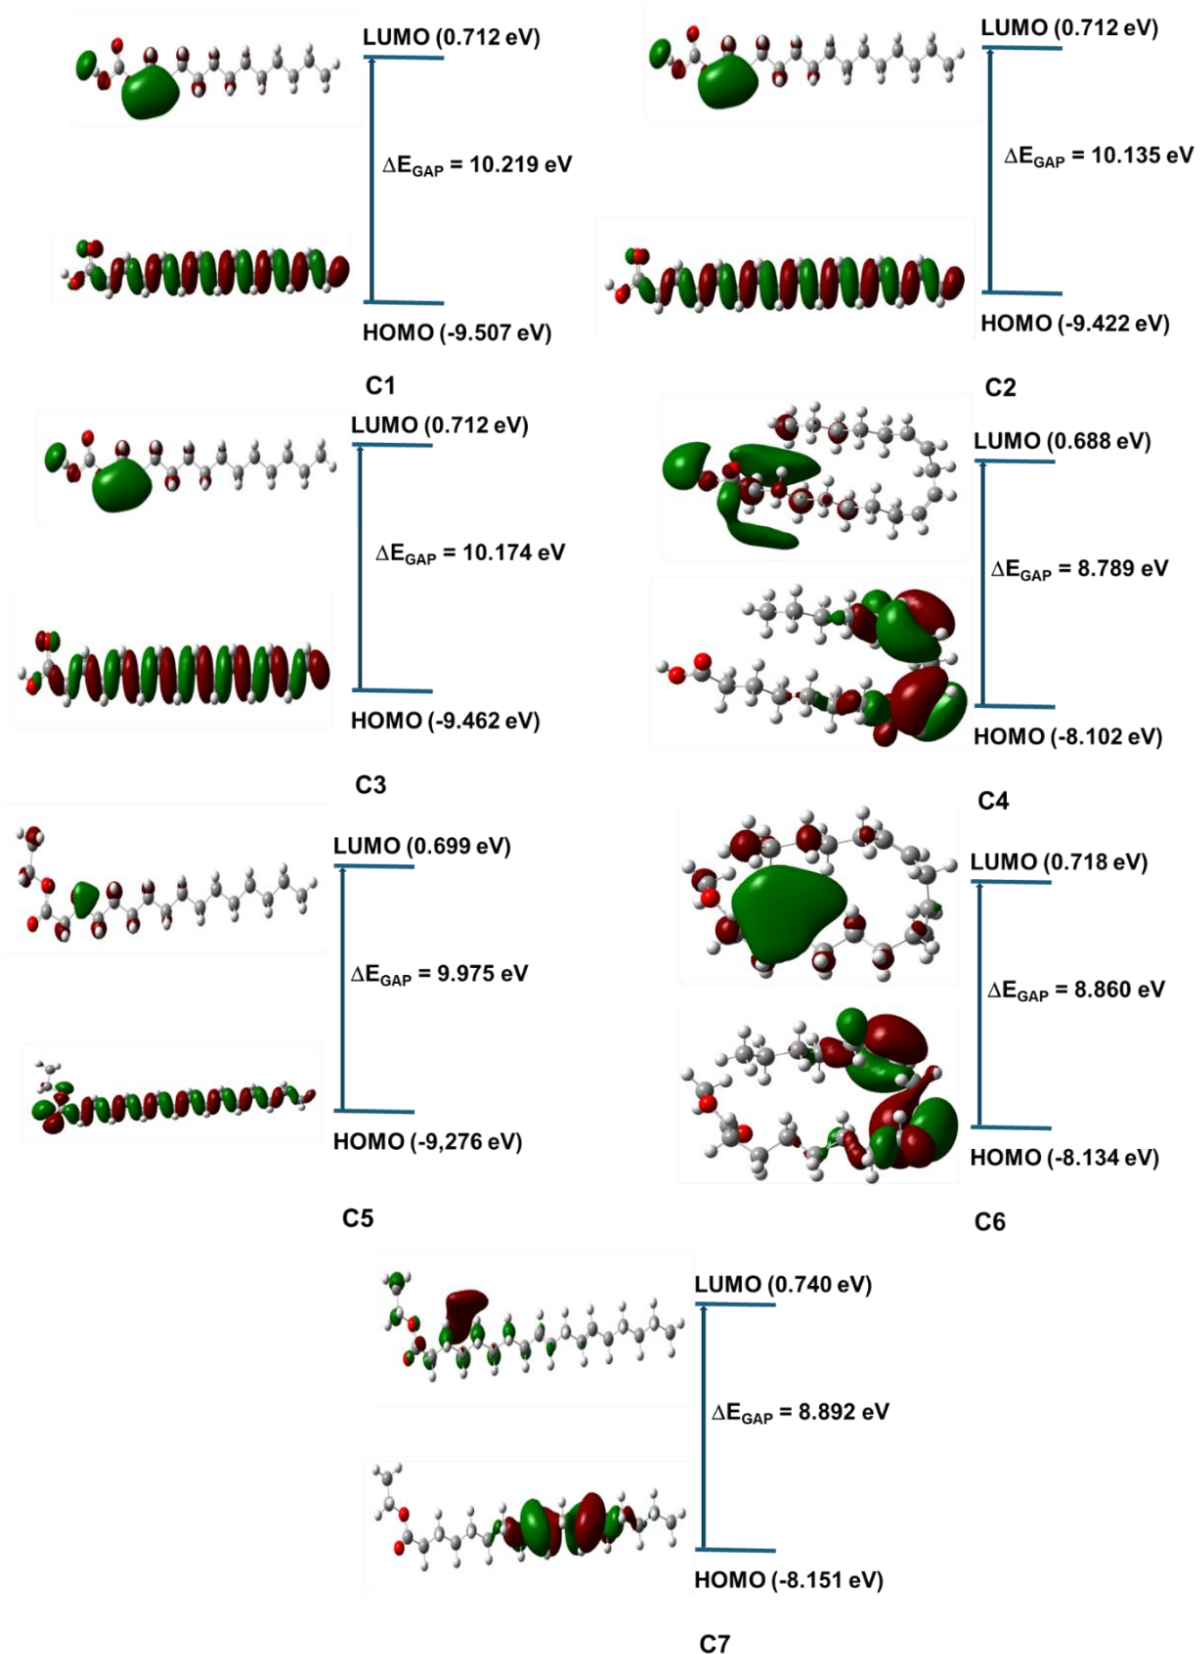 LUMO (0.712 eV)
ΔEGAP = 10.219 eV
HOMO (-9.507 eV)
C1
LUMO (0.712 eV)
ΔEGAP = 10.135 eV
HOMO (-9.422 eV)
C2
LUMO (0.712 eV)
ΔEGAP = 10.174 eV
HOMO (-9.462 eV)
C3
LUMO (0.688 eV)
ΔEGAP = 8.789 eV
HOMO (-8.102 eV)
C4
LUMO (0.699 eV)
ΔEGAP = 9.975 eV
HOMO (-9,276 eV)
C5
LUMO (0.718 eV)
ΔEGAP = 8.860 eV
HOMO (-8.134 eV)
C6
LUMO (0.740 eV)
ΔEGAP = 8.892 eV
HOMO (-8.151 eV)
C7